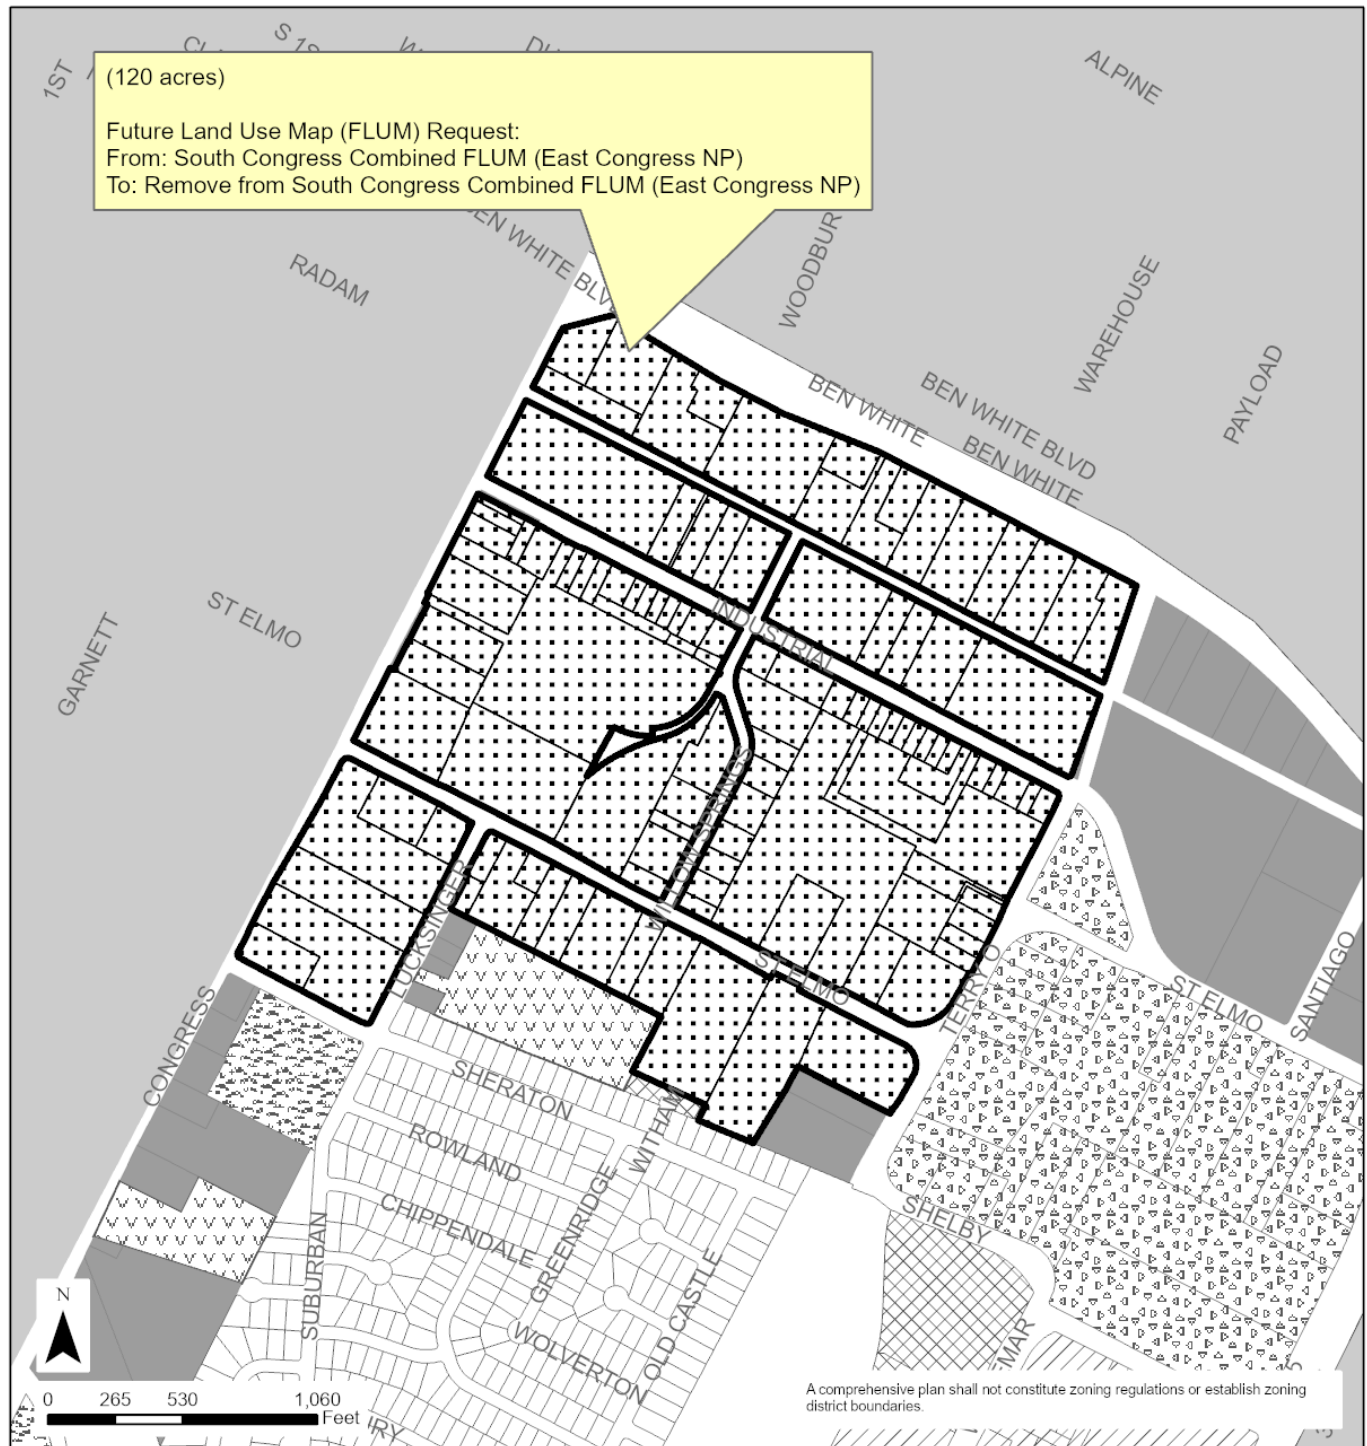 1ST
(120 acres)
Future Land Use Map (FLUM) Request:
From: South Congress Combined FLUM (East Congress NP)
To: Remove from South Congress Combined FLUM (East Congress NP)
ALPINE
BEN WHITE BLVD
RADAM
WAREHOUSE
PAYLOAD
BEN WHITE
BEN WHITE BLVD
BEN WHITE
ST ELMO
GARNETT
INDUSTRIAL
WILLOW SPRINGS
LUCKSINGER
ST ELMO
TERRY O
ST ELMO
SANTIAGO
CONGRESS
SHERATON
ROWLAND
WITHAM
CHIPPENDALE
GREENRIDGE
SHELBY
SUBURBAN
OLD CASTLE
WOLVERTON
N
0 265 530 1,060
Feet
A comprehensive plan shall not constitute zoning regulations or establish zoning
district boundaries.